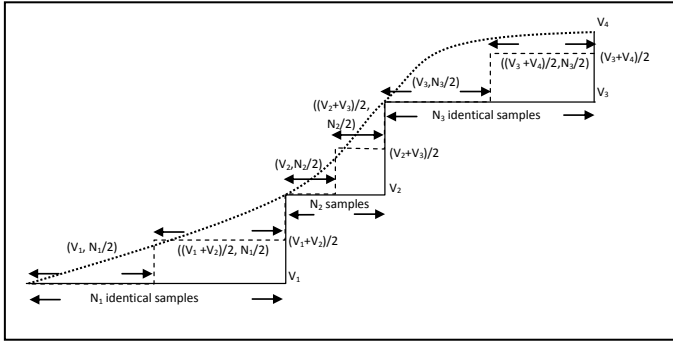 V4
((V3 +V4)/2,N3/2)
(V3+V4)/2
(V3,N3/2)
V3
((V2+V3)/2,
N2/2)
N3 identical samples
(V2+V3)/2
(V2,N2/2)
V2
N2 samples
(V1, N1/2)
((V1 +V2)/2, N1/2)
(V1+V2)/2
V1
N1 identical samples